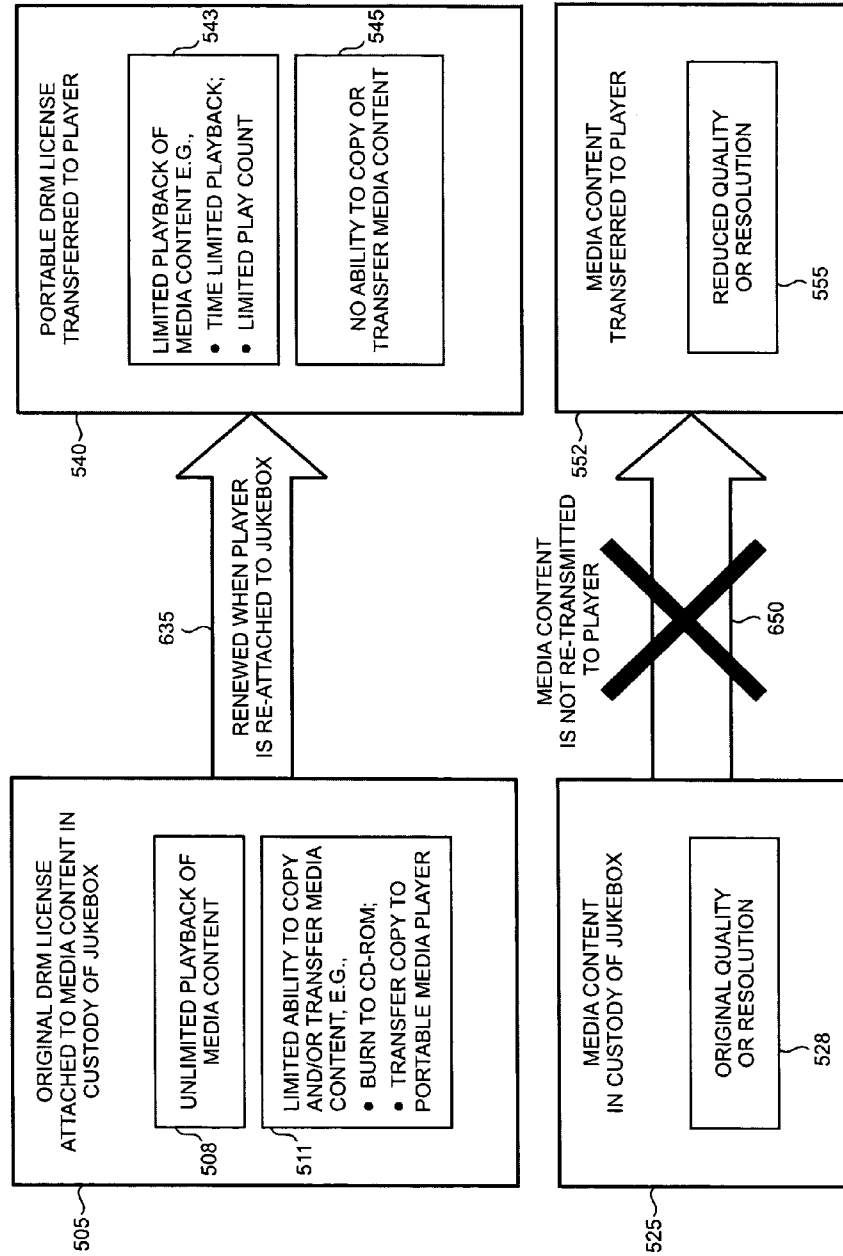 505
ORIGINAL DRM LICENSE
ATTACHED TO MEDIA CONTENT IN
CUSTODY OF JUKEBOX
508
UNLIMITED PLAYBACK OF
MEDIA CONTENT
511
LIMITED ABILITY TO COPY
AND/OR TRANSFER MEDIA
CONTENT, E.G.,
• BURN TO CD-ROM;
• TRANSFER COPY TO
PORTABLE MEDIA PLAYER
635
RENEWED WHEN PLAYER
IS RE-ATTACHED TO JUKEBOX
540
PORTABLE DRM LICENSE
TRANSFERRED TO PLAYER
543
LIMITED PLAYBACK OF
MEDIA CONTENT E.G.,
• TIME LIMITED PLAYBACK;
• LIMITED PLAY COUNT
545
NO ABILITY TO COPY OR
TRANSFER MEDIA CONTENT
525
MEDIA CONTENT
IN CUSTODY OF JUKEBOX
ORIGINAL QUALITY
OR RESOLUTION
528
MEDIA CONTENT
IS NOT RE-TRANSMITTED
TO PLAYER
650
552
MEDIA CONTENT
TRANSFERRED TO PLAYER
REDUCED QUALITY
OR RESOLUTION
555